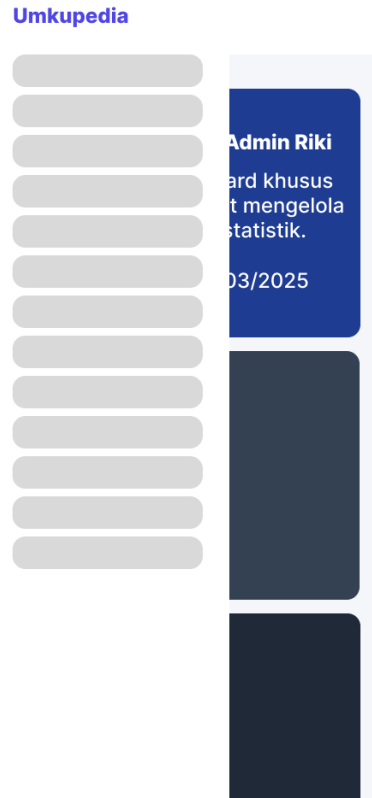 Umkupedia
Admin Riki
ard khusus
t mengelola
statistik.
03/2025